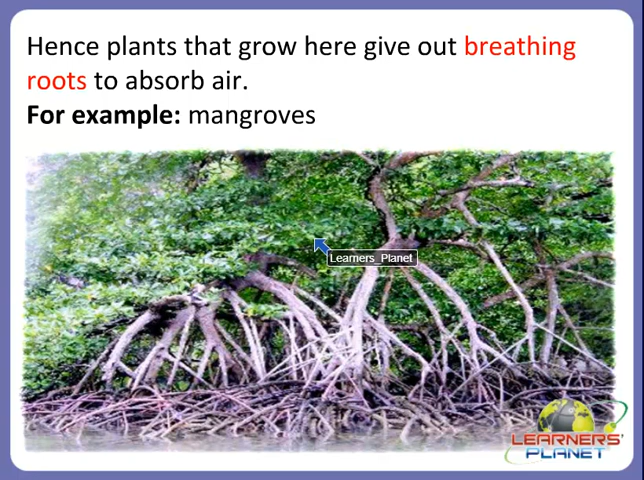 Hence plants that grow here give out breathing
roots to absorb air.
For example: mangroves
Learners_Planet
LEARNERS'
PLANET